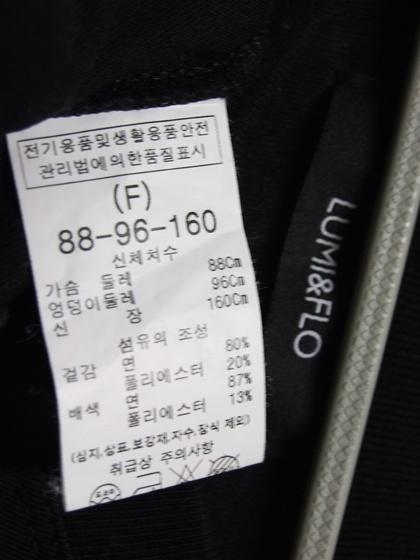 전기용품및생활용품안전
관리법에의한품질표시
(F)
88-96-160
신체치수
가슴 둘레 88Cm
엉덩이둘레 96Cm
신 장 160Cm
섬유의 조성
겉감 면 80%
폴리에스터 20%
배색 면 87%
폴리에스터 13%
(심지,상표,보강재,자수,장식 제외)
취급상 주의사항
LUMI&FLO